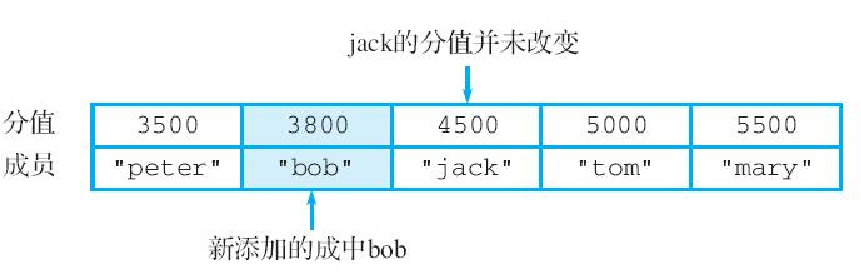 jack的分值并未改变
分值 3500 3800 4500 5000 5500
成员 "peter" "bob" "jack" "tom" "mary"
新添加的成中bob